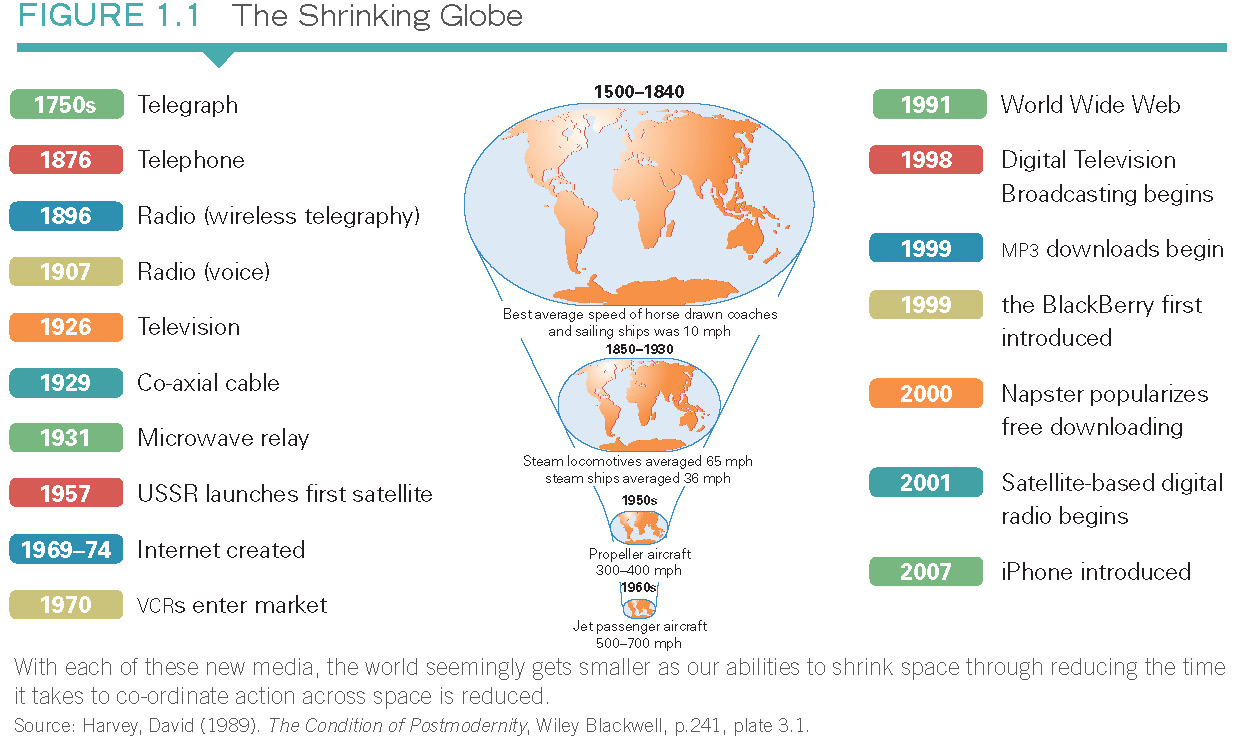 FIGURE 1.1 The Shrinking Globe
1750s Telegraph
1876 Telephone
1896 Radio (wireless telegraphy)
1907 Radio (voice)
1926 Television
1929 Co-axial cable
1931 Microwave relay
1957 USSR launches first satellite
1969–74 Internet created
1970 VCRs enter market
1500–1840
Best average speed of horse drawn coaches
and sailing ships was 10 mph
1850–1930
Steam locomotives averaged 65 mph
steam ships averaged 36 mph
1950s
Propeller aircraft
300–400 mph
1960s
Jet passenger aircraft
500–700 mph
1991 World Wide Web
1998 Digital Television
Broadcasting begins
1999 MP3 downloads begin
1999 the BlackBerry first
introduced
2000 Napster popularizes
free downloading
2001 Satellite-based digital
radio begins
2007 iPhone introduced
With each of these new media, the world seemingly gets smaller as our abilities to shrink space through reducing the time
it takes to co-ordinate action across space is reduced.
Source: Harvey, David (1989). The Condition of Postmodernity, Wiley Blackwell, p.241, plate 3.1.